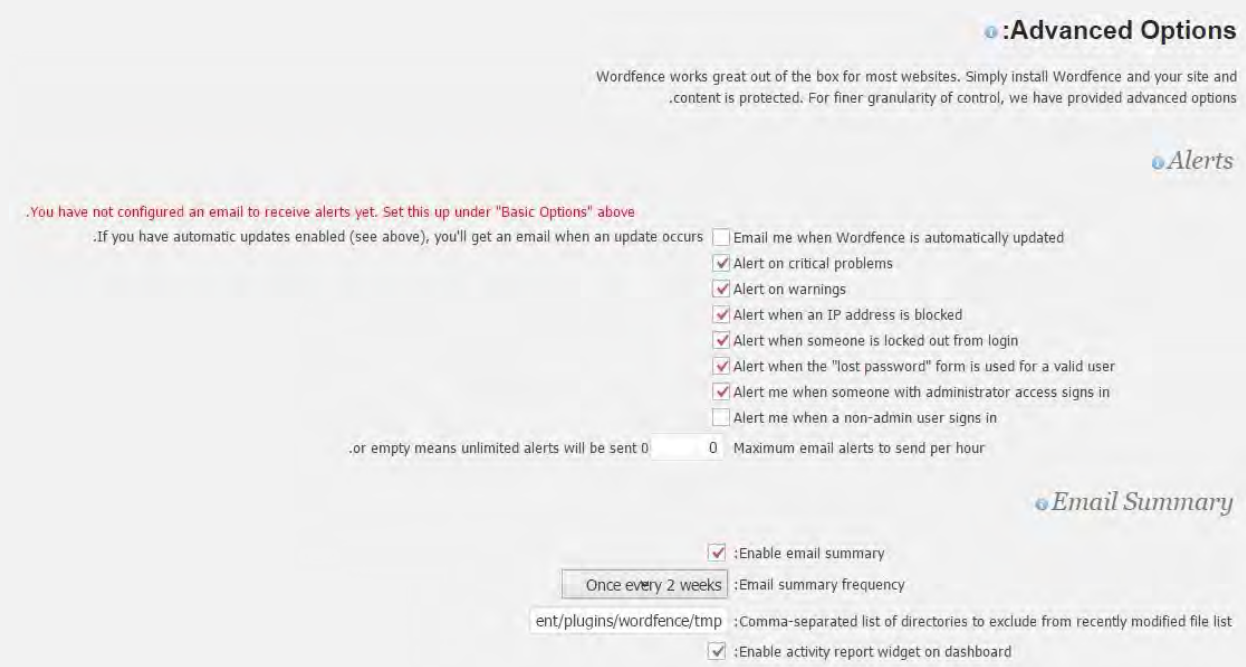 :Advanced Options
Wordfence works great out of the box for most websites. Simply install Wordfence and your site and
.content is protected. For finer granularity of control, we have provided advanced options
Alerts
.You have not configured an email to receive alerts yet. Set this up under "Basic Options" above
.If you have automatic updates enabled (see above), you'll get an email when an update occurs Email me when Wordfence is automatically updated
Alert on critical problems
Alert on warnings
Alert when an IP address is blocked
Alert when someone is locked out from login
Alert when the "lost password" form is used for a valid user
Alert me when someone with administrator access signs in
Alert me when a non-admin user signs in
.or empty means unlimited alerts will be sent 0 0 Maximum email alerts to send per hour
Email Summary
:Enable email summary
Once every 2 weeks :Email summary frequency
ent/plugins/wordfence/tmp :Comma-separated list of directories to exclude from recently modified file list
:Enable activity report widget on dashboard